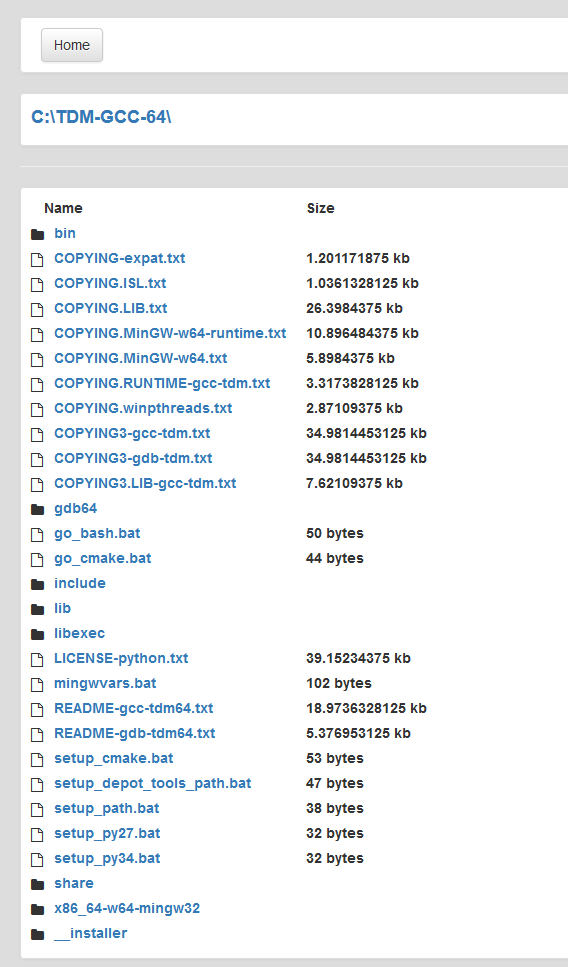 Home
C:\TDM-GCC-64\
Name Size
bin
COPYING-expat.txt 1.201171875 kb
COPYING.ISL.txt 1.0361328125 kb
COPYING.LIB.txt 26.3984375 kb
COPYING.MinGW-w64-runtime.txt 10.896484375 kb
COPYING.MinGW-w64.txt 5.8984375 kb
COPYING.RUNTIME-gcc-tdm.txt 3.3173828125 kb
COPYING.winpthreads.txt 2.87109375 kb
COPYING3-gcc-tdm.txt 34.9814453125 kb
COPYING3-gdb-tdm.txt 34.9814453125 kb
COPYING3.LIB-gcc-tdm.txt 7.62109375 kb
gdb64
go_bash.bat 50 bytes
go_cmake.bat 44 bytes
include
lib
libexec
LICENSE-python.txt 39.15234375 kb
mingwvars.bat 102 bytes
README-gcc-tdm64.txt 18.9736328125 kb
README-gdb-tdm64.txt 5.376953125 kb
setup_cmake.bat 53 bytes
setup_depot_tools_path.bat 47 bytes
setup_path.bat 38 bytes
setup_py27.bat 32 bytes
setup_py34.bat 32 bytes
share
x86_64-w64-mingw32
__installer